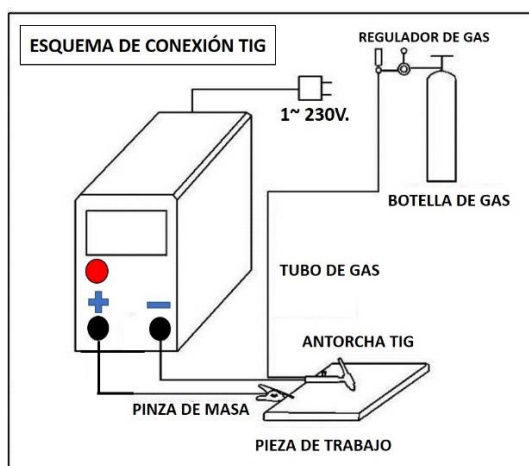 ESQUEMA DE CONEXIÓN TIG
REGULADOR DE GAS
1~ 230V.
BOTELLA DE GAS
TUBO DE GAS
+
−
ANTORCHA TIG
PINZA DE MASA
PIEZA DE TRABAJO